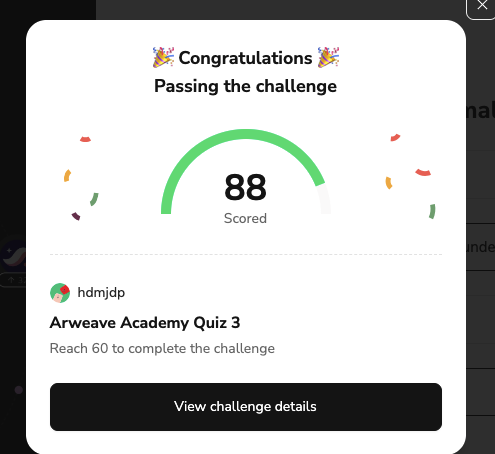 🎉 Congratulations 🎉
Passing the challenge
88
Scored
hdmjdp
Arweave Academy Quiz 3
Reach 60 to complete the challenge
View challenge details